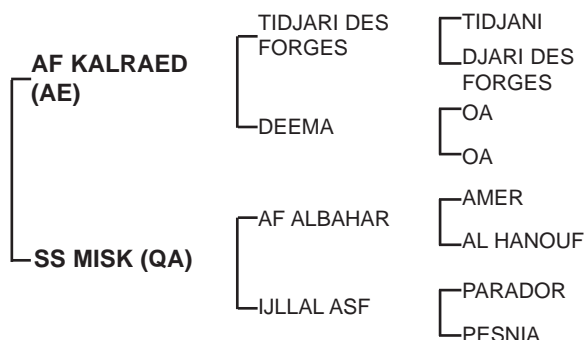 AF KALRAED
(AE)
TIDJARI DES
FORGES
TIDJANI
DJARI DES
FORGES
DEEMA
OA
OA
SS MISK (QA)
AF ALBAHAR
AMER
AL HANOUF
IJLLAL ASF
PARADOR
PESNIA